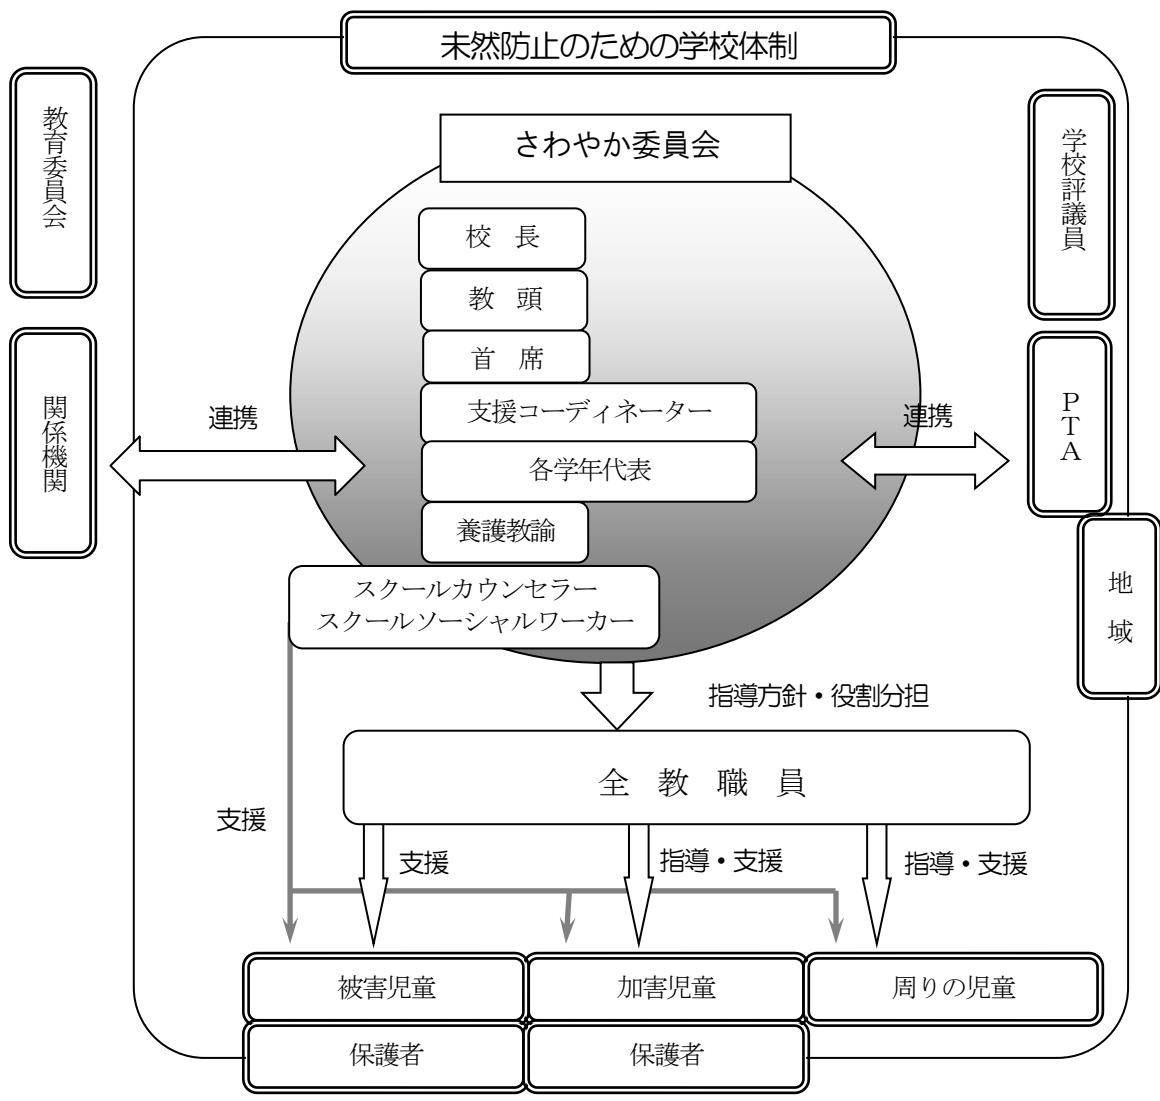 未然防止のための学校体制
教育委員会
さわやか委員会
学校評議員
校　長
教　頭
首　席
支援コーディネーター
各学年代表
養護教諭
スクールカウンセラー
スクールソーシャルワーカー
関係機関
連携
連携
PTA
地域
指導方針・役割分担
全　教　職　員
支援
支援
指導・支援
指導・支援
被害児童
加害児童
周りの児童
保護者
保護者